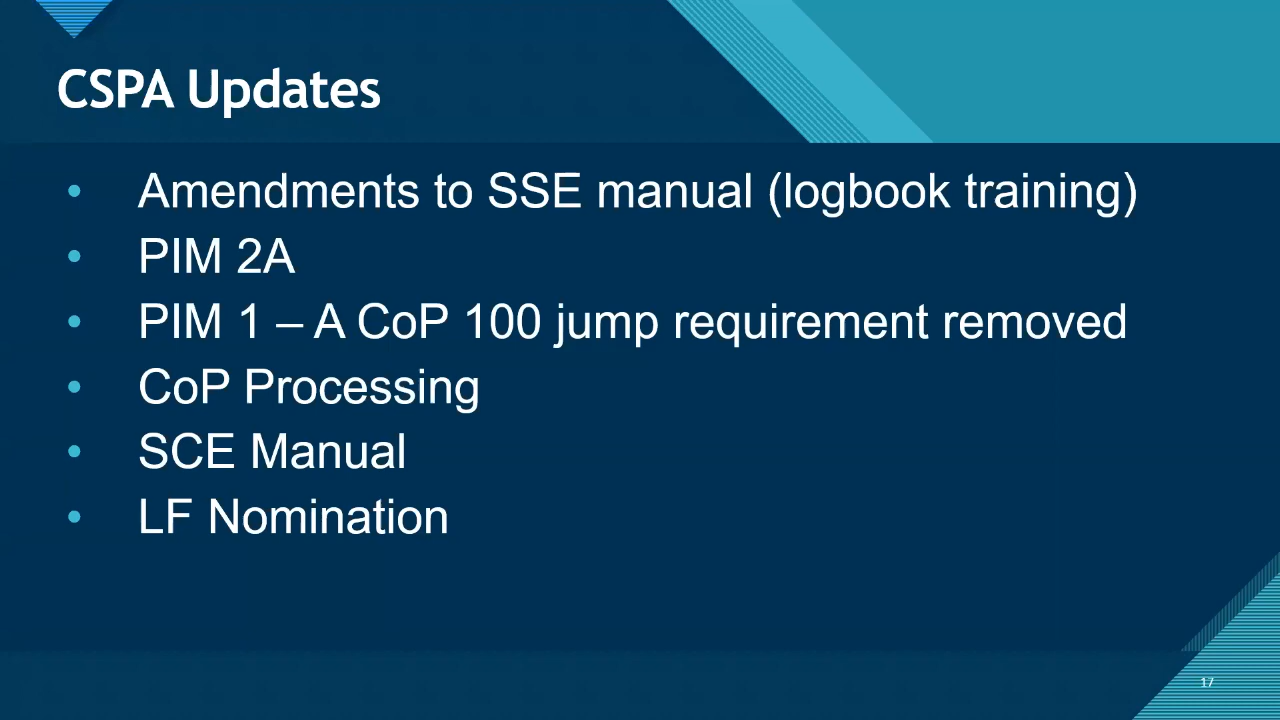 CSPA Updates
• Amendments to SSE manual (logbook training)
• PIM 2A
• PIM 1 – A CoP 100 jump requirement removed
• CoP Processing
• SCE Manual
• LF Nomination
17